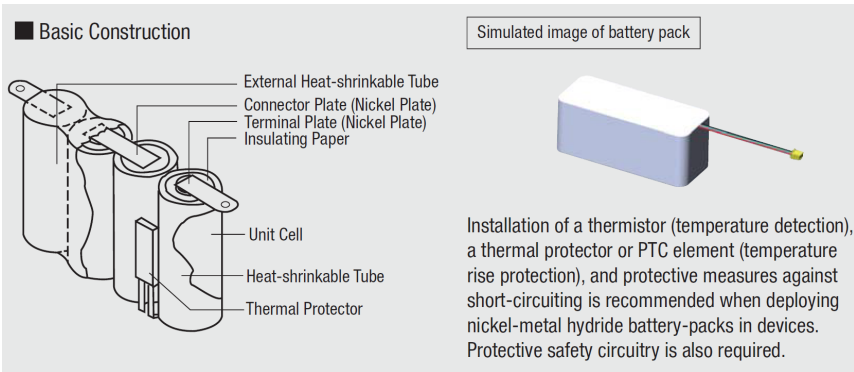 Basic Construction
External Heat-shrinkable Tube
Connector Plate (Nickel Plate)
Terminal Plate (Nickel Plate)
Insulating Paper
Unit Cell
Heat-shrinkable Tube
Thermal Protector
Simulated image of battery pack
Installation of a thermistor (temperature detection),
a thermal protector or PTC element (temperature
rise protection), and protective measures against
short-circuiting is recommended when deploying
nickel-metal hydride battery-packs in devices.
Protective safety circuitry is also required.